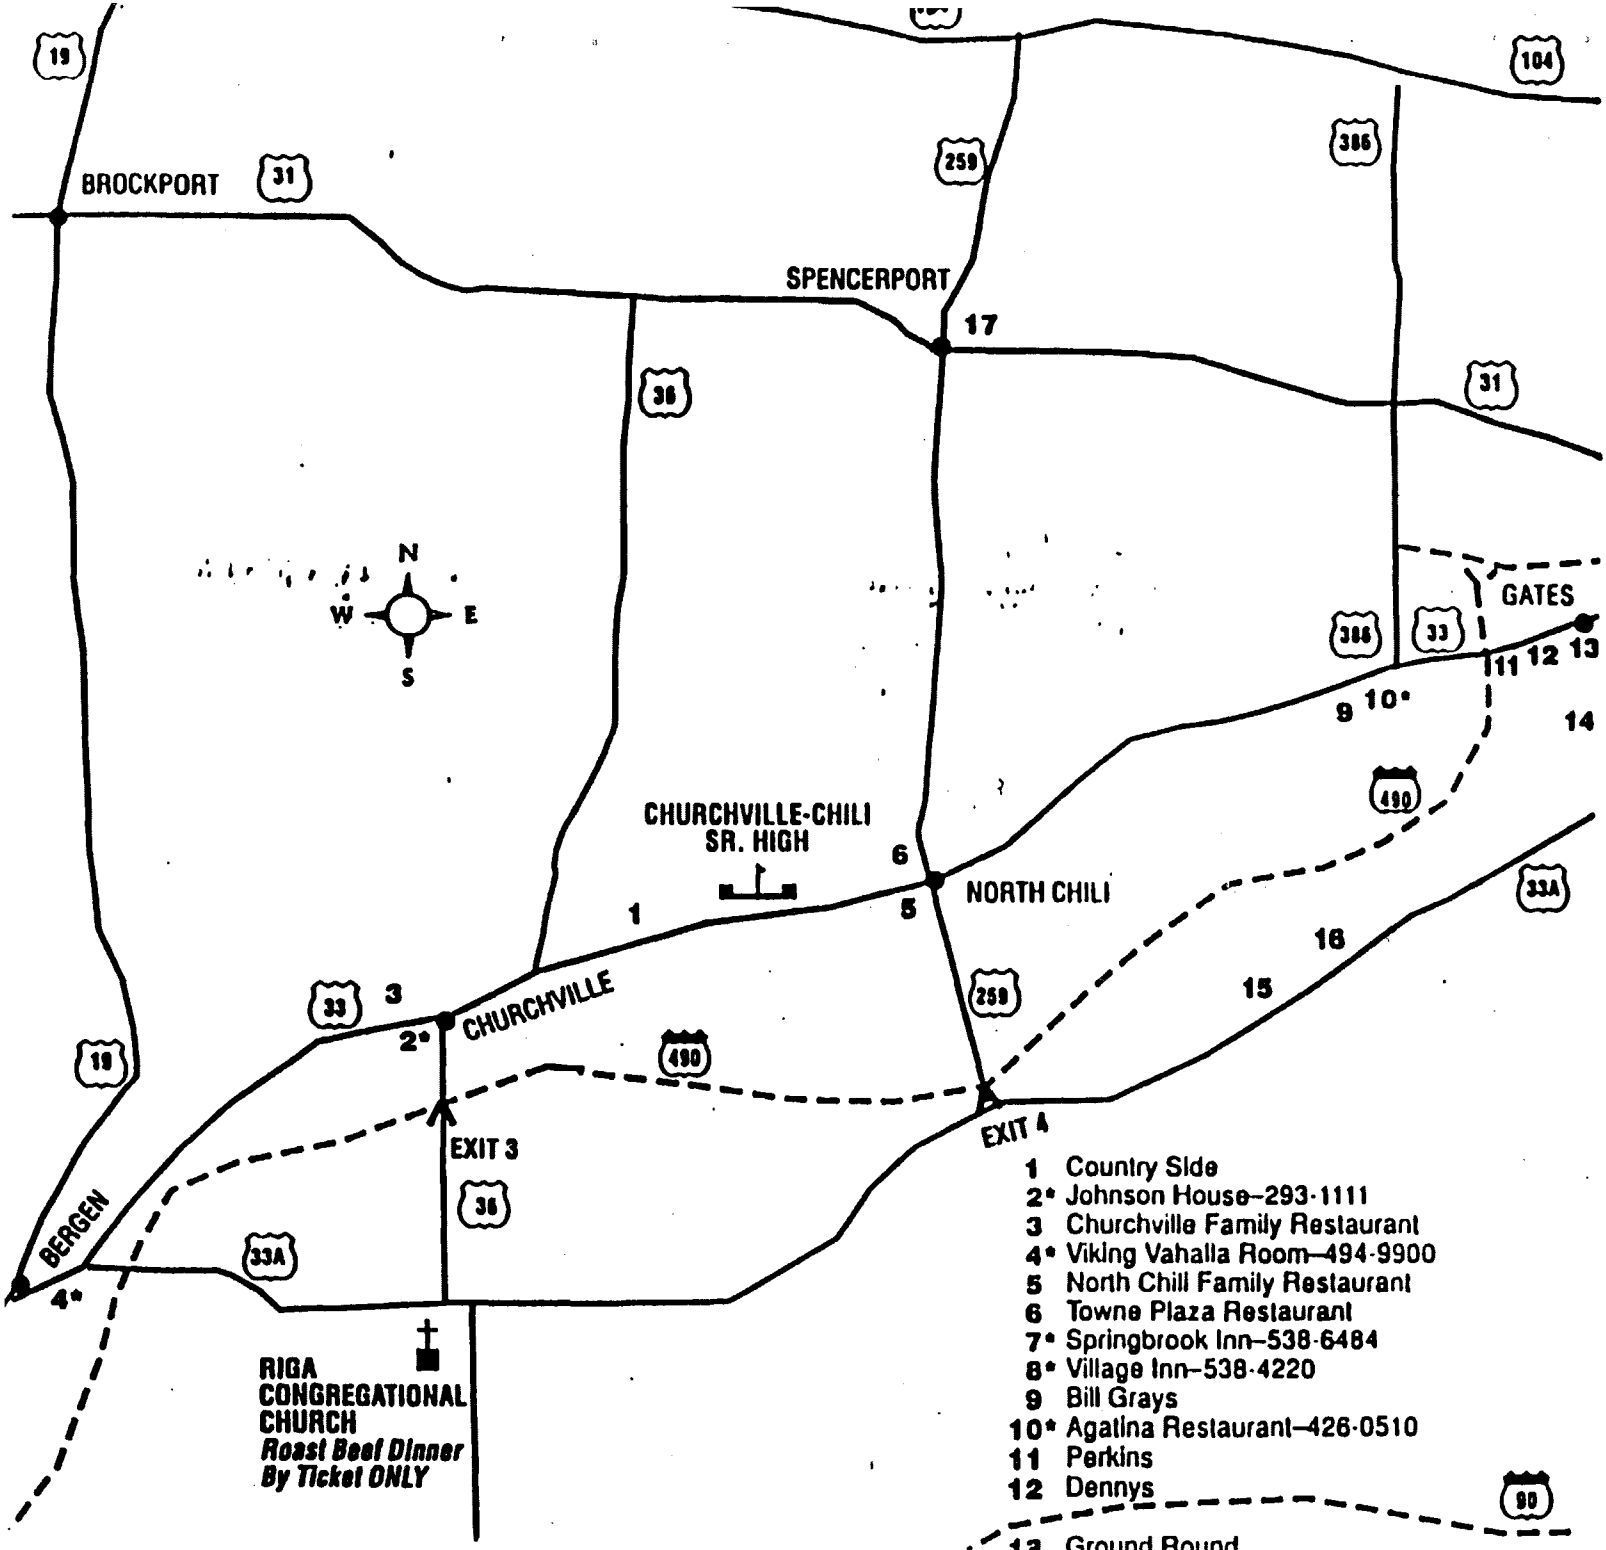 19
104
BROCKPORT
31
259
386
SPENCERPORT
17
36
31
N
W E
S
GATES
386
33
11 12 13
9 10*
14
490
CHURCHVILLE-CHILI
SR. HIGH
6
NORTH CHILI
5
33A
1
16
15
259
33
3
CHURCHVILLE
2*
19
490
EXIT 3
EXIT 4
36
BERGEN
33A
4*
RIGA
CONGREGATIONAL
CHURCH
Roast Beef Dinner
By Ticket ONLY
1 Country Side
2* Johnson House–293-1111
3 Churchville Family Restaurant
4* Viking Vahalla Room–494-9900
5 North Chili Family Restaurant
6 Towne Plaza Restaurant
7* Springbrook Inn–538-6484
8* Village Inn–538-4220
9 Bill Grays
10* Agatina Restaurant–426-0510
11 Perkins
12 Dennys
90
13 Ground Round